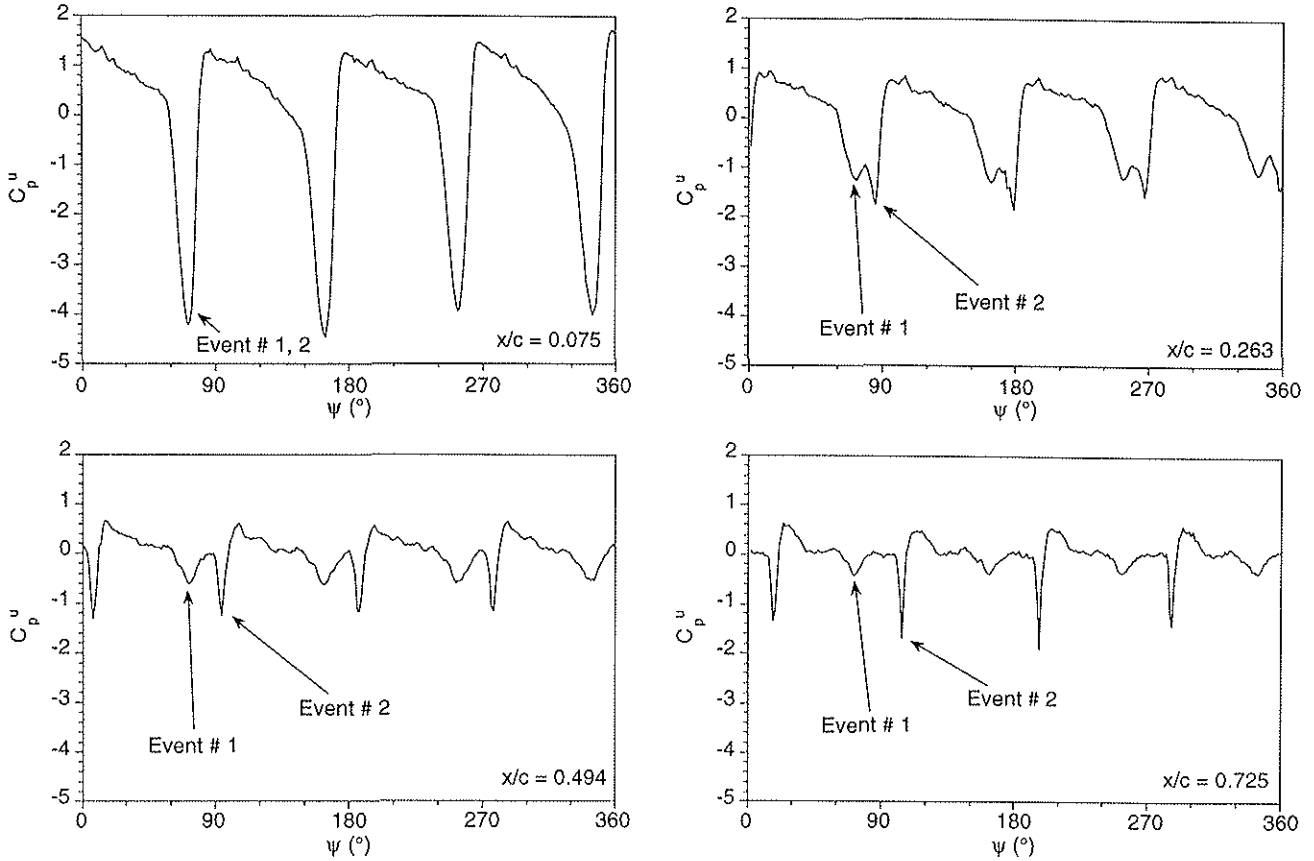 2
1
0
-1
-2
-3
-4
-5
C_p^u
Event # 1, 2
x/c = 0.075
0 90 180 270 360
ψ (°)
2
1
0
-1
-2
-3
-4
-5
C_p^u
Event # 2
Event # 1
x/c = 0.263
0 90 180 270 360
ψ (°)
2
1
0
-1
-2
-3
-4
-5
C_p^u
Event # 2
Event # 1
x/c = 0.494
0 90 180 270 360
ψ (°)
2
1
0
-1
-2
-3
-4
-5
C_p^u
Event # 2
Event # 1
x/c = 0.725
0 90 180 270 360
ψ (°)